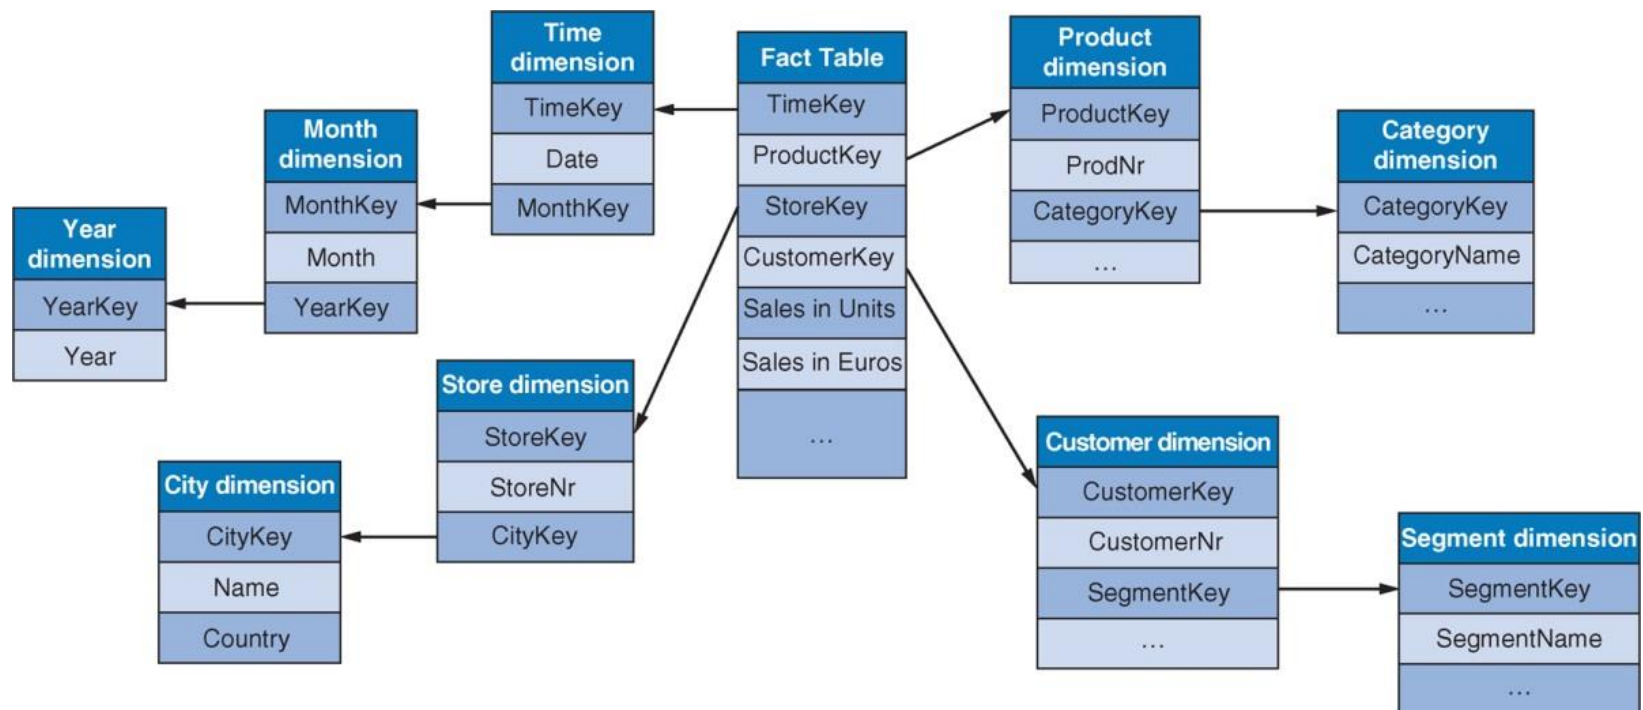 Time
dimension
TimeKey
Date
MonthKey
Fact Table
TimeKey
ProductKey
StoreKey
CustomerKey
Sales in Units
Sales in Euros
...
Product
dimension
ProductKey
ProdNr
CategoryKey
...
Month
dimension
MonthKey
Month
YearKey
Category
dimension
CategoryKey
CategoryName
...
Year
dimension
YearKey
Year
Store dimension
StoreKey
StoreNr
CityKey
City dimension
CityKey
Name
Country
Customer dimension
CustomerKey
CustomerNr
SegmentKey
...
Segment dimension
SegmentKey
SegmentName
...